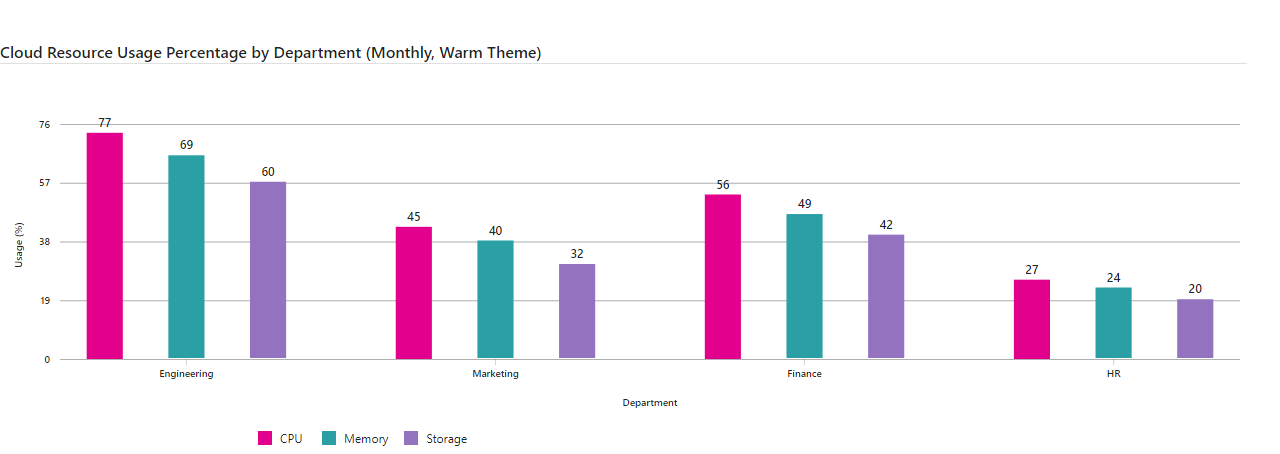 Cloud Resource Usage Percentage by Department (Monthly, Warm Theme)
76
57
38
19
0
Usage (%)
77
69
60
45
40
32
56
49
42
27
24
20
Engineering
Marketing
Finance
HR
Department
CPU
Memory
Storage